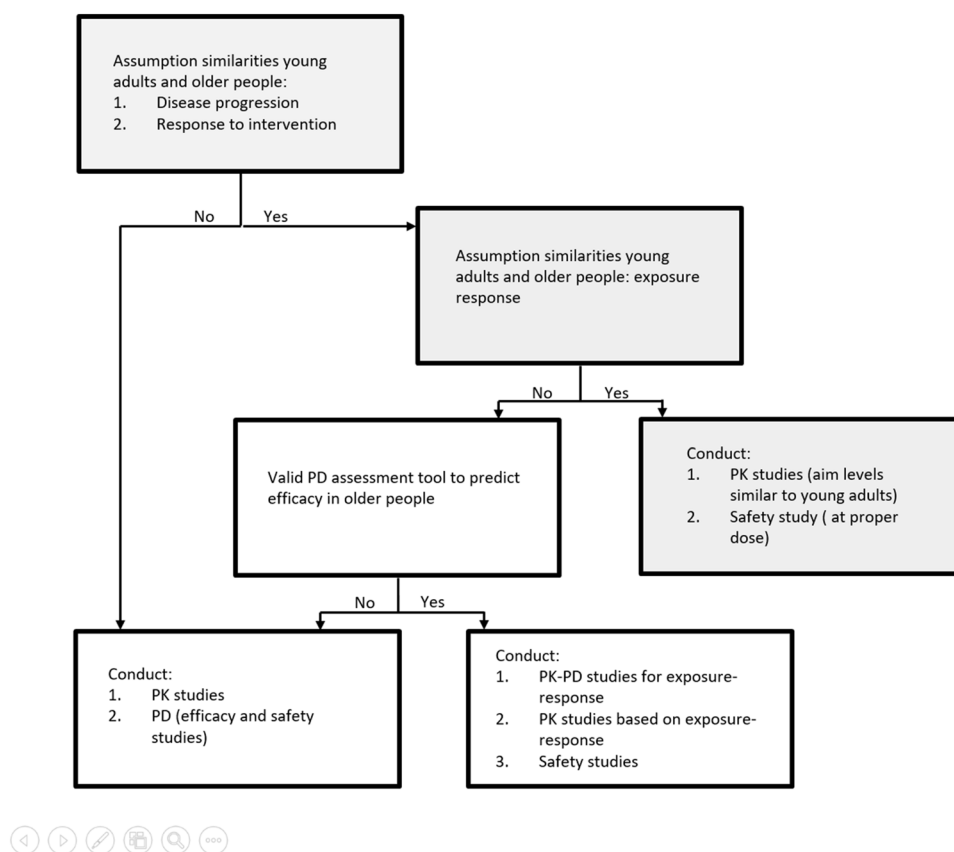 Assumption similarities young
adults and older people:
1. Disease progression
2. Response to intervention
No Yes
Assumption similarities young
adults and older people: exposure
response
No Yes
Valid PD assessment tool to predict
efficacy in older people
Conduct:
1. PK studies (aim levels
similar to young adults)
2. Safety study ( at proper
dose)
No Yes
Conduct:
1. PK studies
2. PD (efficacy and safety
studies)
Conduct:
1. PK-PD studies for exposure-
response
2. PK studies based on exposure-
response
3. Safety studies